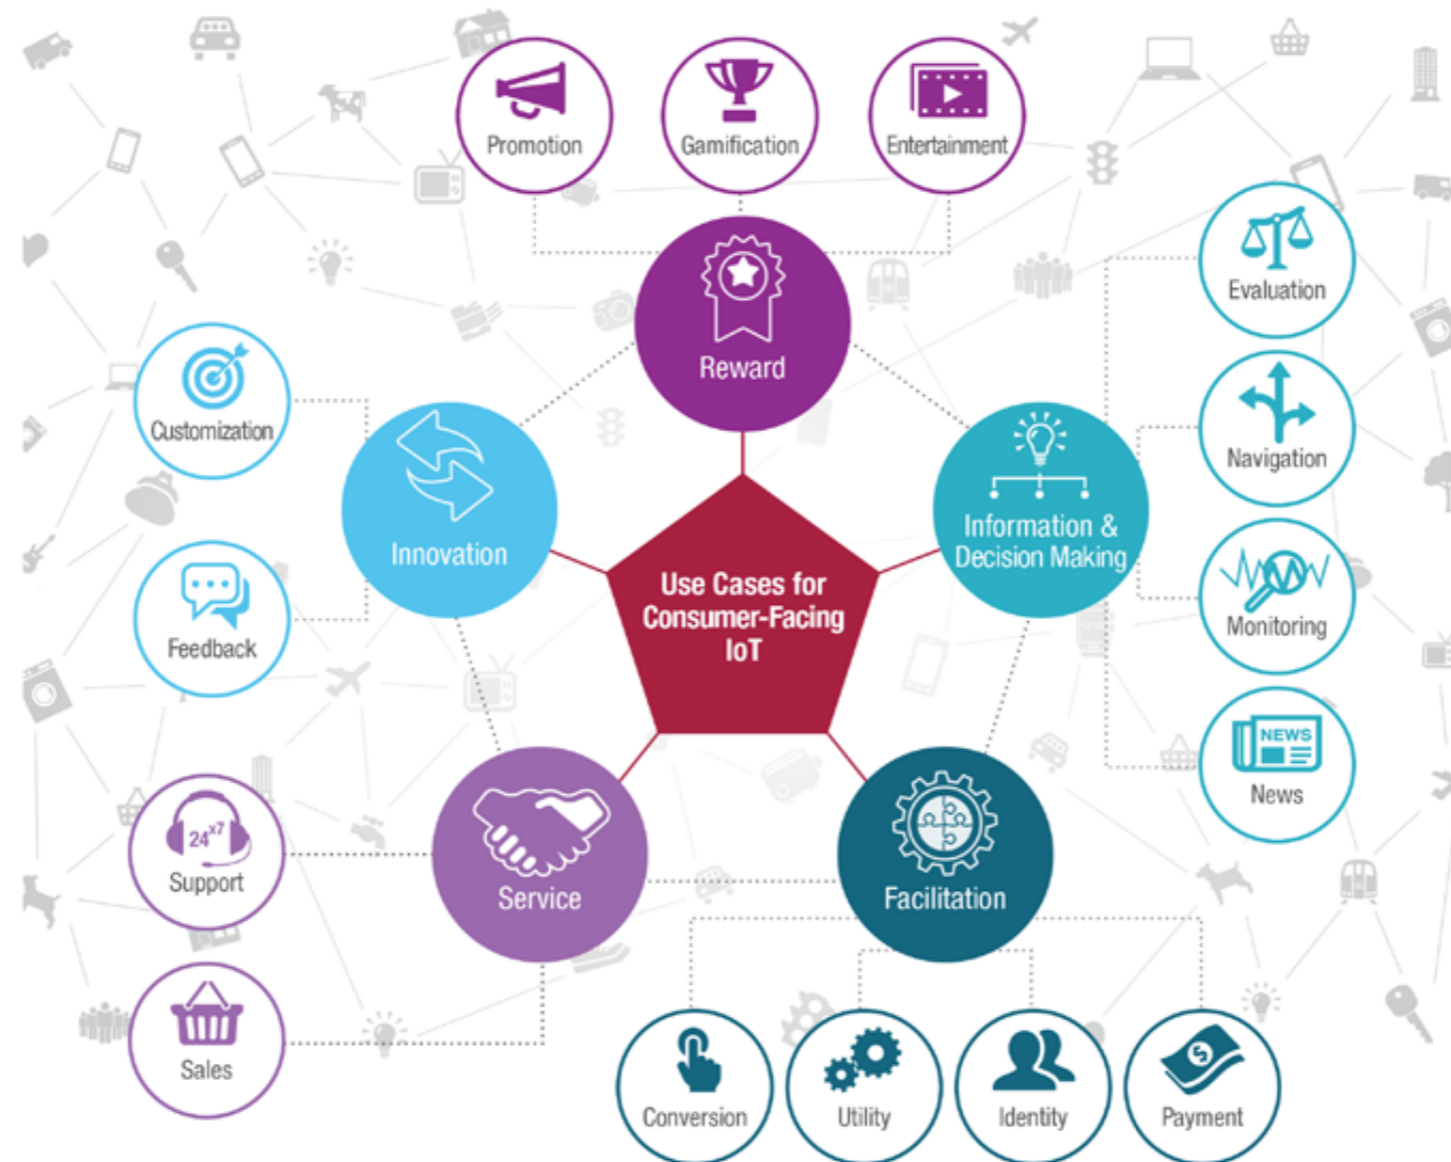 Promotion
Gamification
Entertainment
Reward
Evaluation
Navigation
Monitoring
NEWS
News
Information &
Decision Making
Customization
Feedback
Innovation
Use Cases for
Consumer-Facing
IoT
24x7
Support
Sales
Service
Facilitation
Conversion
Utility
Identity
Payment
$